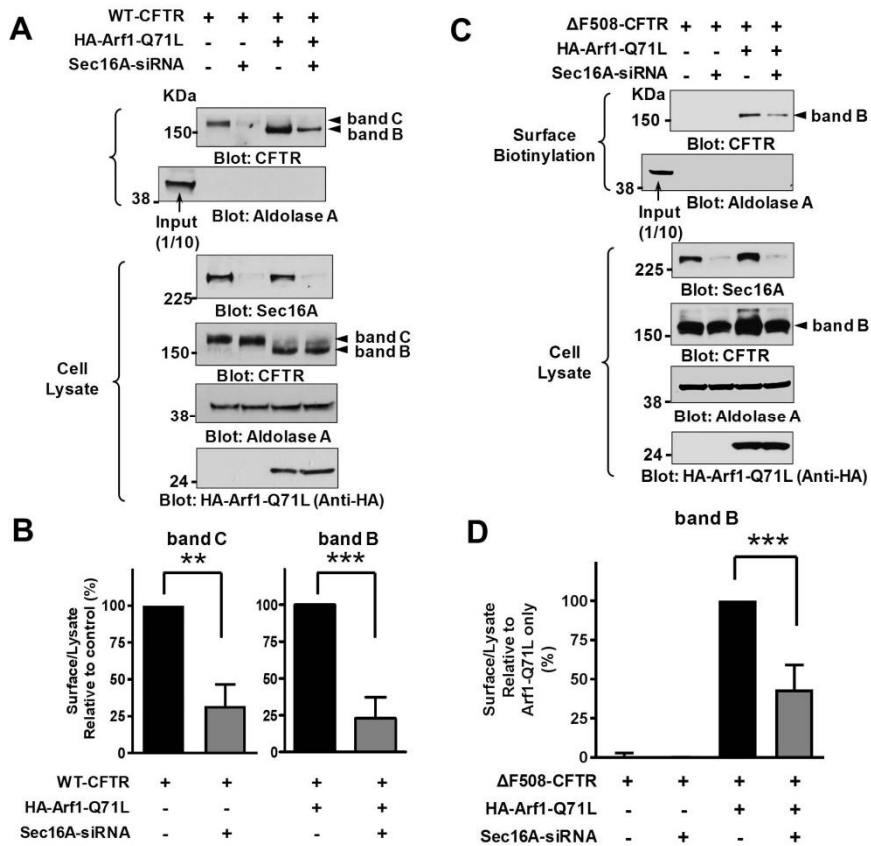 A
WT-CFTR + + + +
HA-Arf1-Q71L - - + +
Sec16A-siRNA - + - +
KDa
150
band C
band B
Blot: CFTR
38
Input
(1/10)
Blot: Aldolase A
225
Blot: Sec16A
Cell
Lysate
150
band C
band B
Blot: CFTR
38
Blot: Aldolase A
24
Blot: HA-Arf1-Q71L (Anti-HA)
B
band C
band B
**
***
Surface/Lysate
Relative to control (%)
100
75
50
25
0
100
75
50
25
0
WT-CFTR + + + +
HA-Arf1-Q71L - - + +
Sec16A-siRNA - + - +
C
ΔF508-CFTR + + + +
HA-Arf1-Q71L - - + +
Sec16A-siRNA - + - +
KDa
150
band B
Surface
Biotinylation
Blot: CFTR
38
Input
(1/10)
Blot: Aldolase A
225
Blot: Sec16A
Cell
Lysate
150
band B
Blot: CFTR
38
Blot: Aldolase A
24
Blot: HA-Arf1-Q71L (Anti-HA)
D
band B
***
Surface/Lysate
Relative to
Arf1-Q71L only
(%)
100
75
50
25
0
ΔF508-CFTR + + + +
HA-Arf1-Q71L - - + +
Sec16A-siRNA - + - +